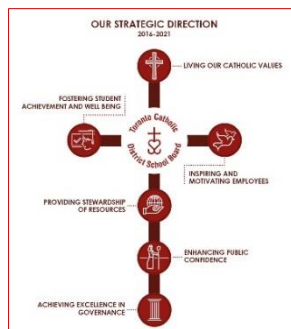 OUR STRATEGIC DIRECTION
2016-2021
LIVING OUR CATHOLIC VALUES
FOSTERING STUDENT
ACHIEVEMENT AND WELL BEING
Toronto Catholic
District School Board
INSPIRING AND
MOTIVATING EMPLOYEES
PROVIDING STEWARDSHIP
OF RESOURCES
ENHANCING PUBLIC
CONFIDENCE
ACHIEVING EXCELLENCE IN
GOVERNANCE